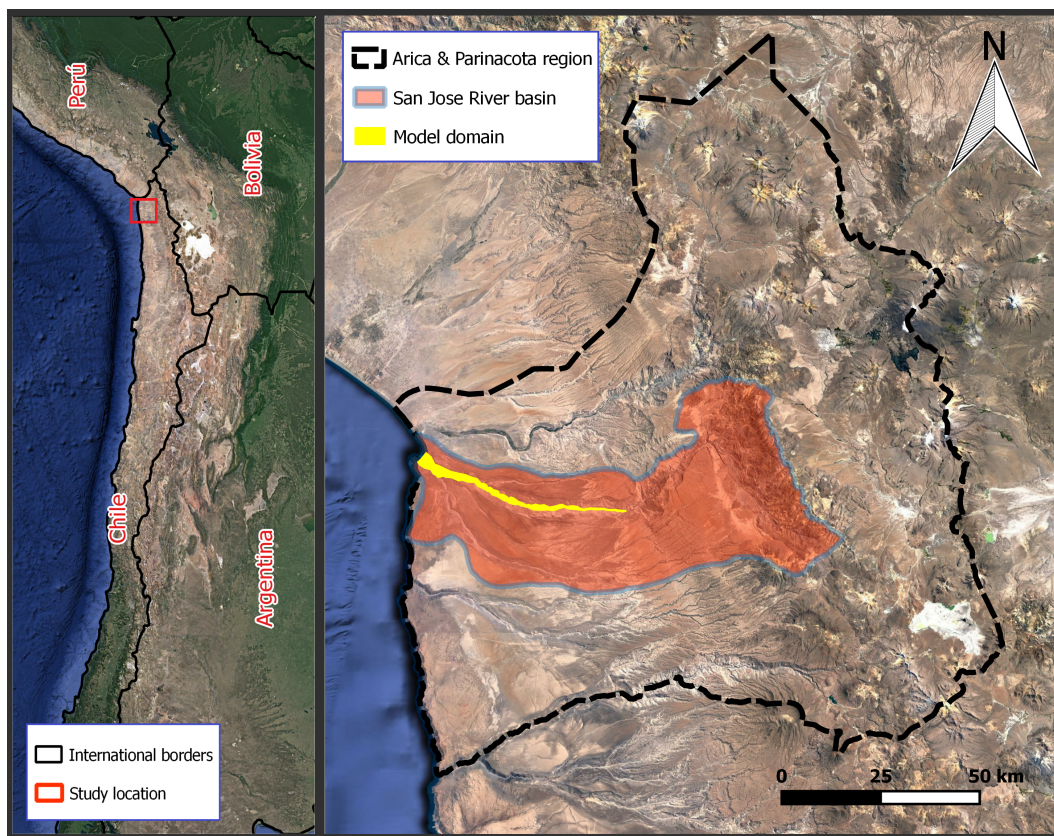 Perú
Bolivia
Chile
Argentina
International borders
Study location
Arica & Parinacota region
San Jose River basin
Model domain
N
0 25 50 km